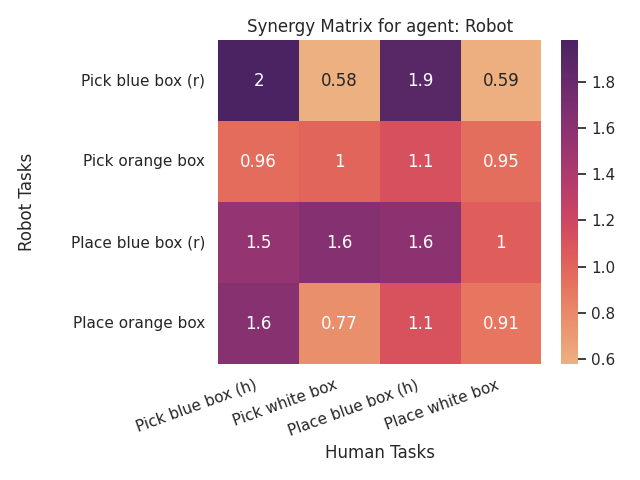 Synergy Matrix for agent: Robot
Robot Tasks
Pick blue box (r) 2 0.58 1.9 0.59
Pick orange box 0.96 1 1.1 0.95
Place blue box (r) 1.5 1.6 1.6 1
Place orange box 1.6 0.77 1.1 0.91
Pick blue box (h) Pick white box Place blue box (h) Place white box
Human Tasks
1.8
1.6
1.4
1.2
1.0
0.8
0.6